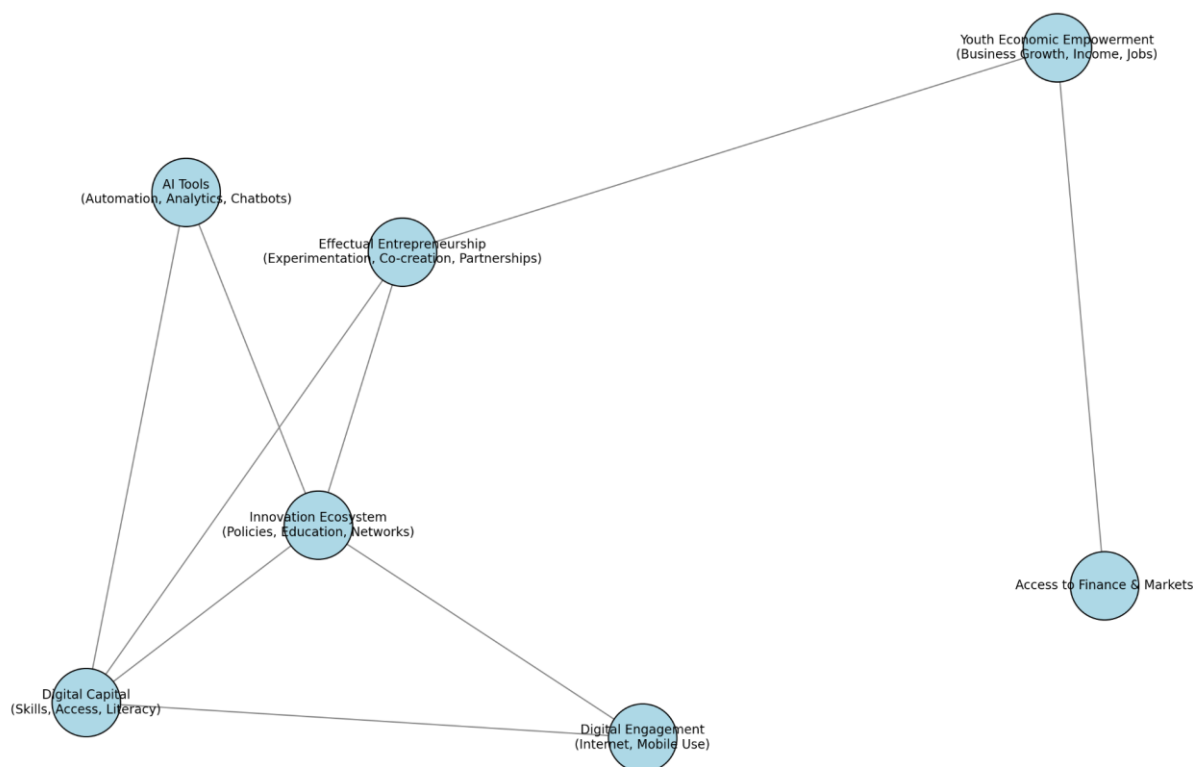 Youth Economic Empowerment
(Business Growth, Income, Jobs)
AI Tools
(Automation, Analytics, Chatbots)
Effectual Entrepreneurship
(Experimentation, Co-creation, Partnerships)
Innovation Ecosystem
(Policies, Education, Networks)
Access to Finance & Markets
Digital Capital
(Skills, Access, Literacy)
Digital Engagement
(Internet, Mobile Use)